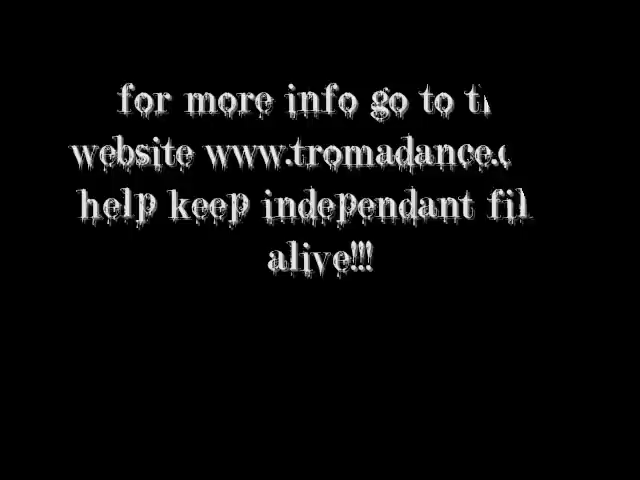 for more info go to
website www.tromadance.
help keep independant
alive!!!